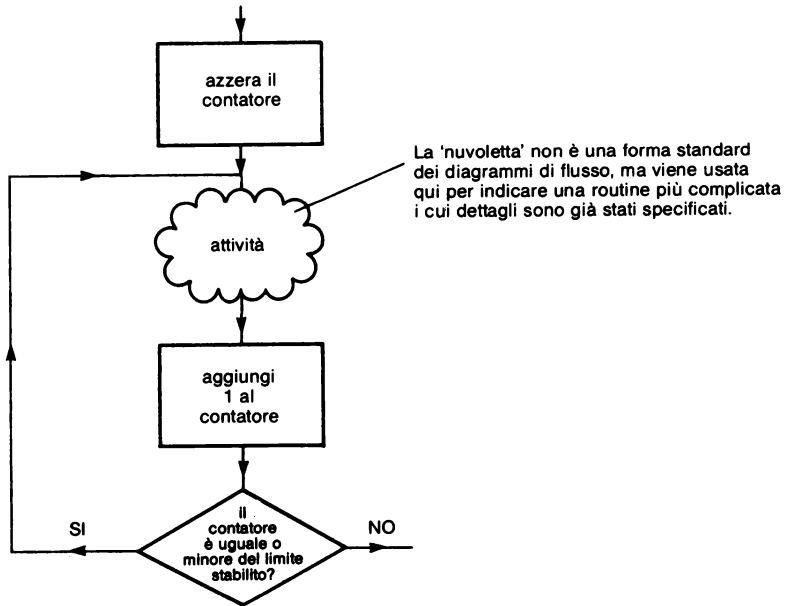 azzera il
contatore
La 'nuvoletta' non è una forma standard
dei diagrammi di flusso, ma viene usata
qui per indicare una routine più complicata
i cui dettagli sono già stati specificati.
attività
aggiungi
1 al
contatore
il
contatore
è uguale o
minore del limite
stabilito?
SI
NO